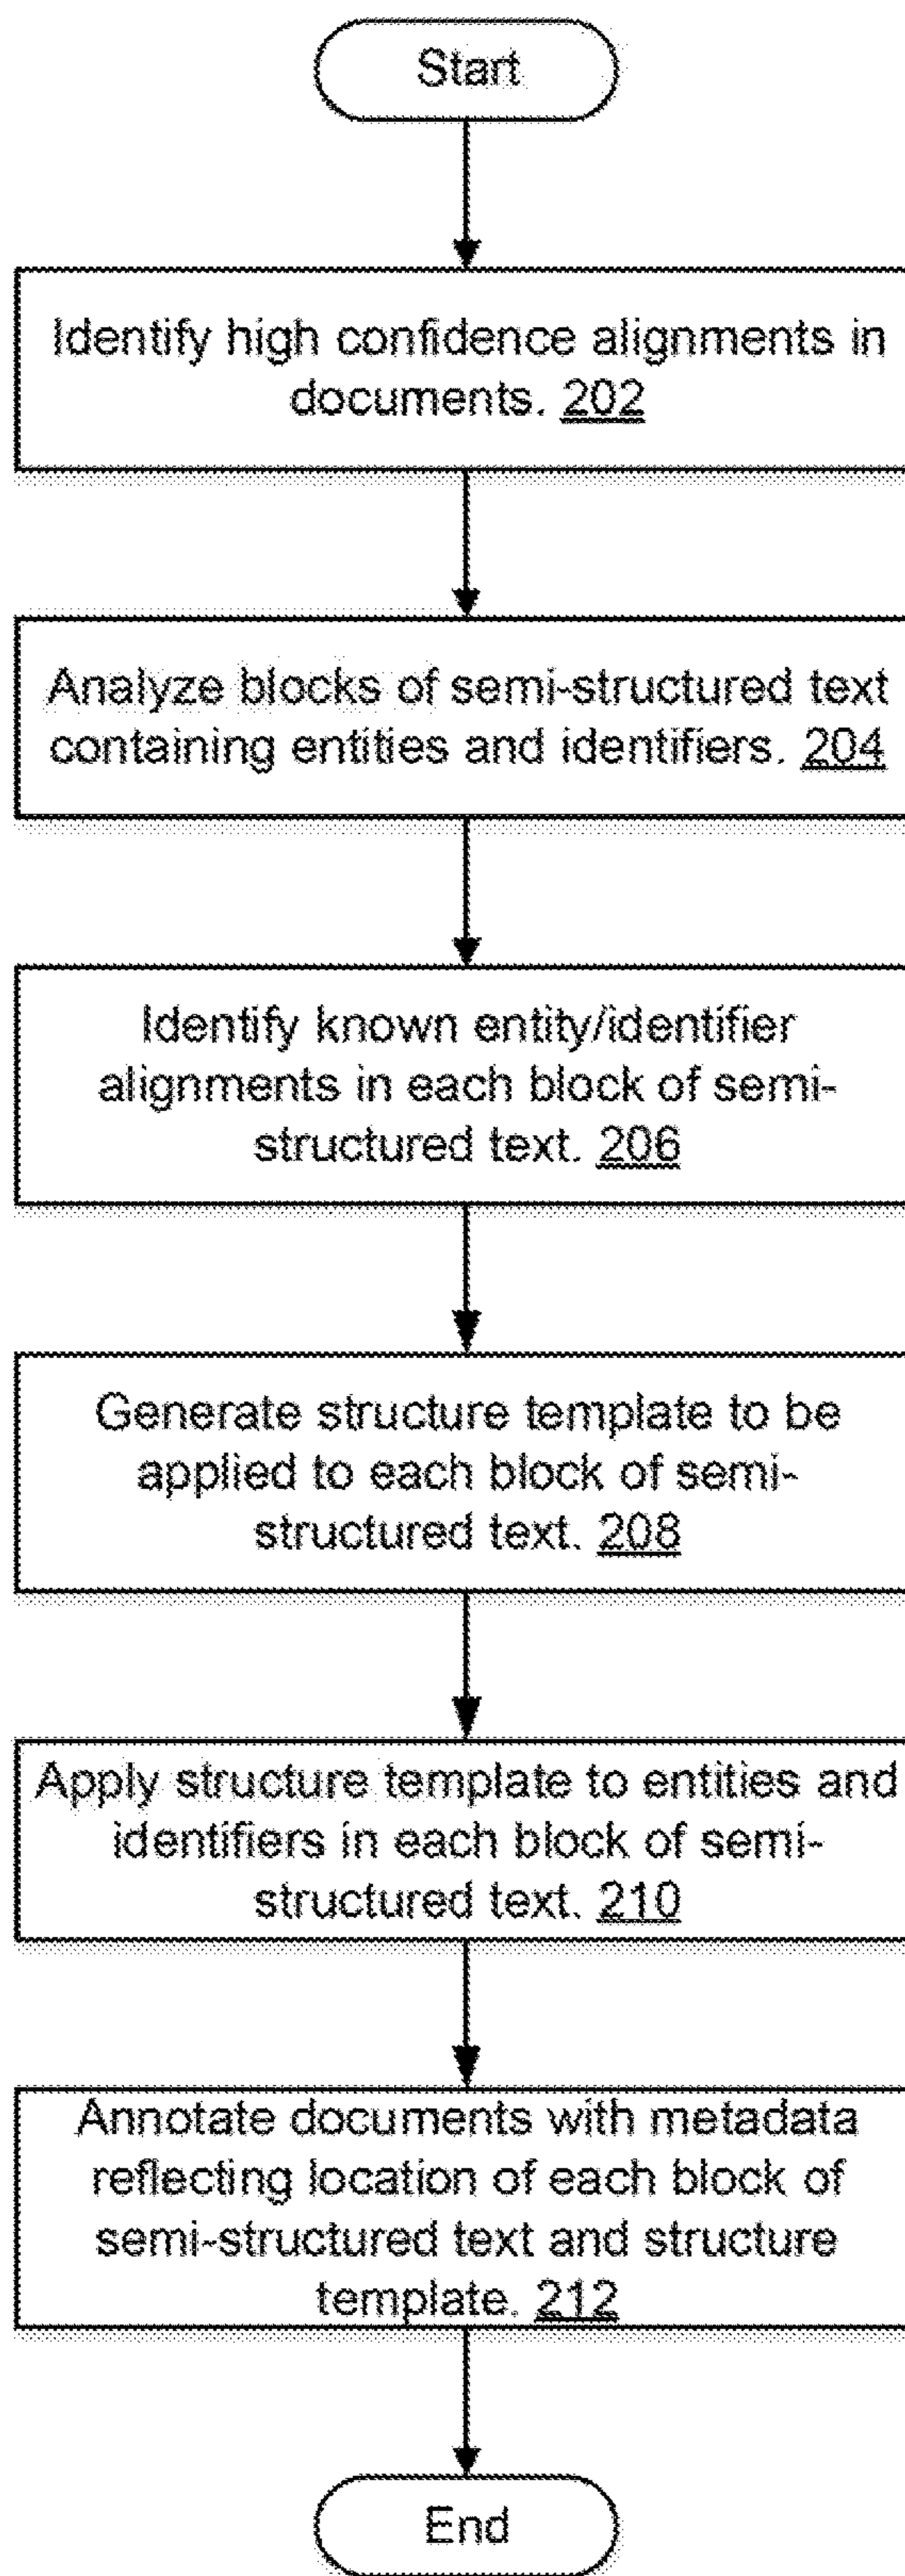 Start
Identify high confidence alignments in
documents. 202
Analyze blocks of semi-structured text
containing entities and identifiers. 204
Identify known entity/identifier
alignments in each block of semi-
structured text. 206
Generate structure template to be
applied to each block of semi-
structured text. 208
Apply structure template to entities and
identifiers in each block of semi-
structured text. 210
Annotate documents with metadata
reflecting location of each block of
semi-structured text and structure
template. 212
End